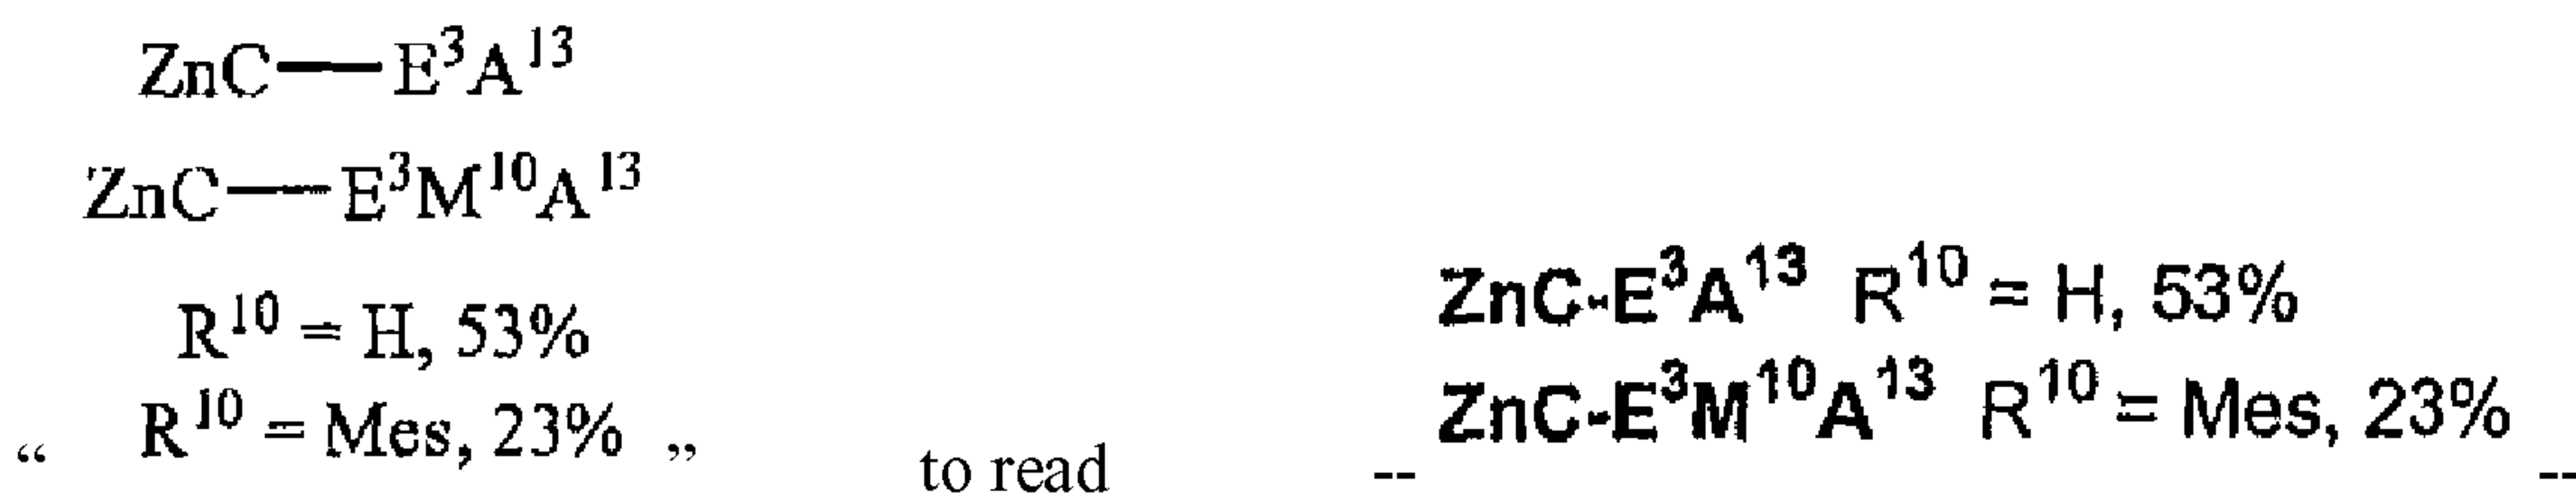 ZnC—E³A¹³
ZnC—E³M¹⁰A¹³
R¹⁰ = H, 53%
“ R¹⁰ = Mes, 23% ”
to read
ZnC-E³A¹³ R¹⁰ = H, 53%
-- ZnC-E³M¹⁰A¹³ R¹⁰ = Mes, 23% --